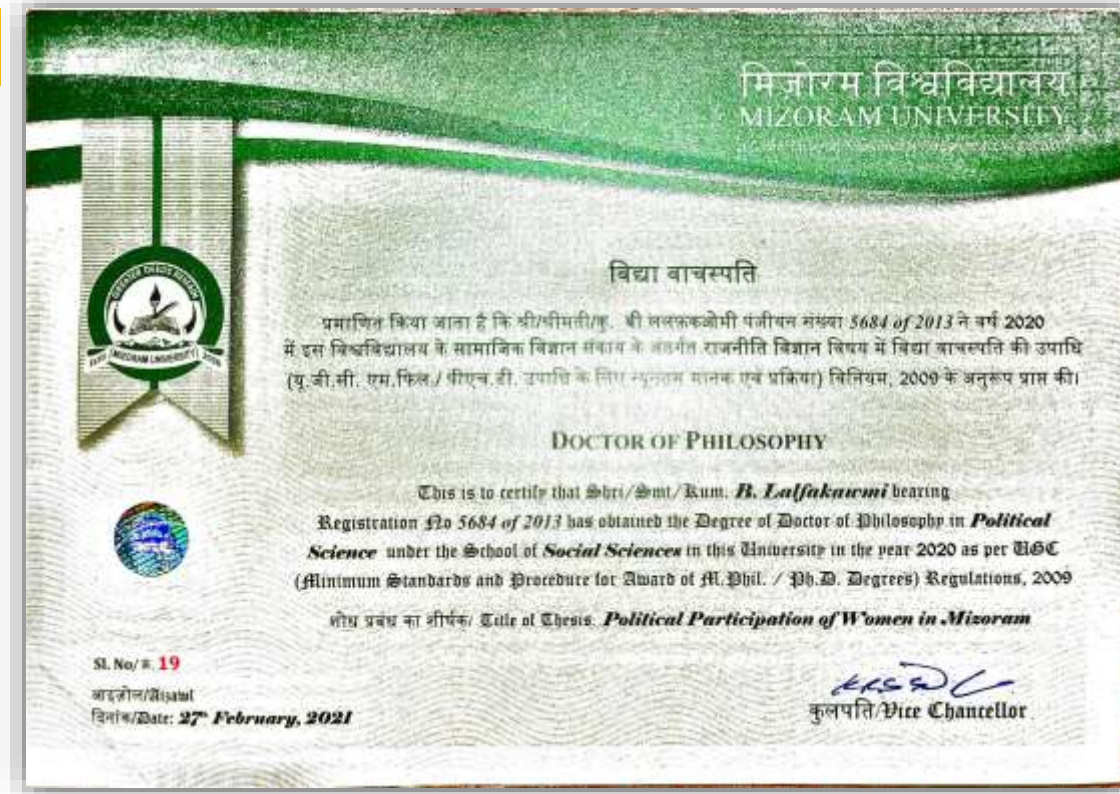 मिज़ोरम विश्वविद्यालय
MIZORAM UNIVERSITY
विद्या वाचस्पति
प्रमाणित किया जाता है कि श्री/श्रीमती/कु. बी ललफकओमी पंजीयन संख्या 5684 of 2013 ने वर्ष 2020
में इस विश्वविद्यालय के सामाजिक विज्ञान संकाय के अंतर्गत राजनीति विज्ञान विषय में विद्या वाचस्पति की उपाधि
(यू.जी.सी. एम.फिल./ पीएच.डी. उपाधि के लिए न्यूनतम मानक एवं प्रक्रिया) विनियम, 2009 के अनुरूप प्राप्त की।
DOCTOR OF PHILOSOPHY
This is to certify that Shri/Smt/Kum. B. Lalfakawmi bearing
Registration No 5684 of 2013 has obtained the Degree of Doctor of Philosophy in Political
Science under the School of Social Sciences in this University in the year 2020 as per UGC
(Minimum Standards and Procedure for Award of M.Phil. / Ph.D. Degrees) Regulations, 2009
शोध प्रबंध का शीर्षक/ Title of Thesis: Political Participation of Women in Mizoram
MIZORAM UNIVERSITY
Sl. No/क्र. 19
आइज़ोल/Aizawl
दिनांक/Date: 27th February, 2021
कुलपति/Vice Chancellor